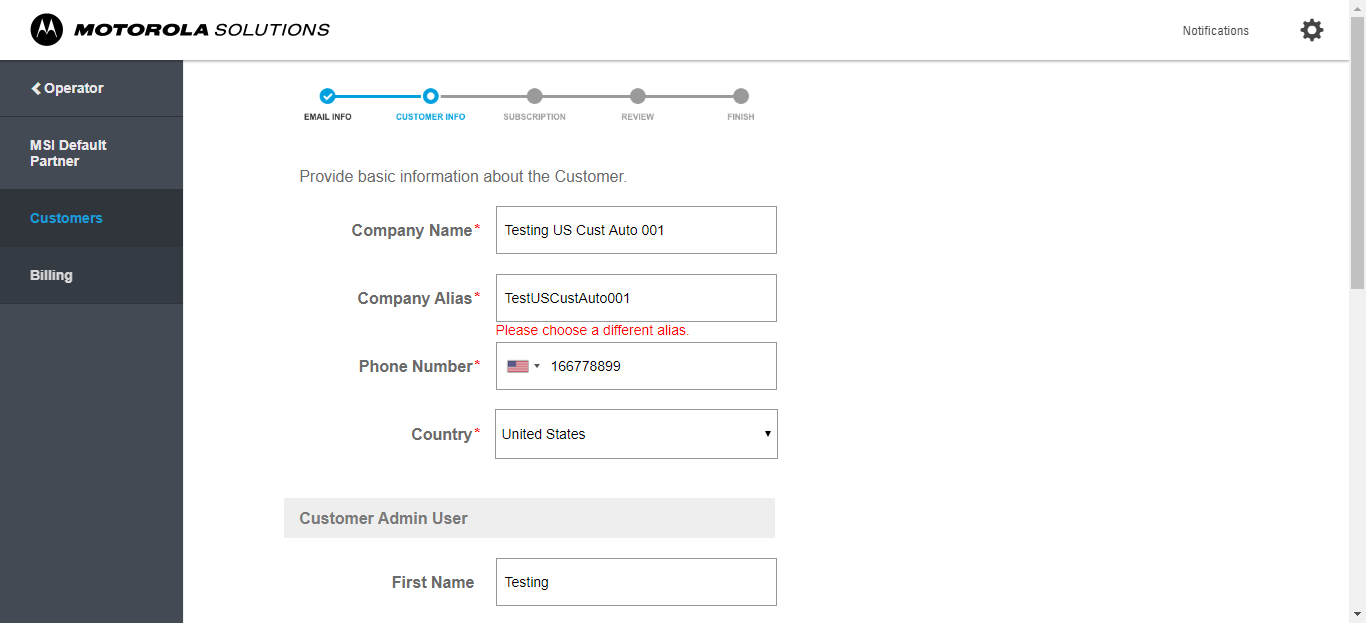 MOTOROLA SOLUTIONS
Notifications
Operator
MSI Default
Partner
Customers
Billing
EMAIL INFO
CUSTOMER INFO
SUBSCRIPTION
REVIEW
FINISH
Provide basic information about the Customer.
Company Name* Testing US Cust Auto 001
Company Alias* TestUSCustAuto001
Please choose a different alias.
Phone Number* 166778899
Country* United States
Customer Admin User
First Name Testing